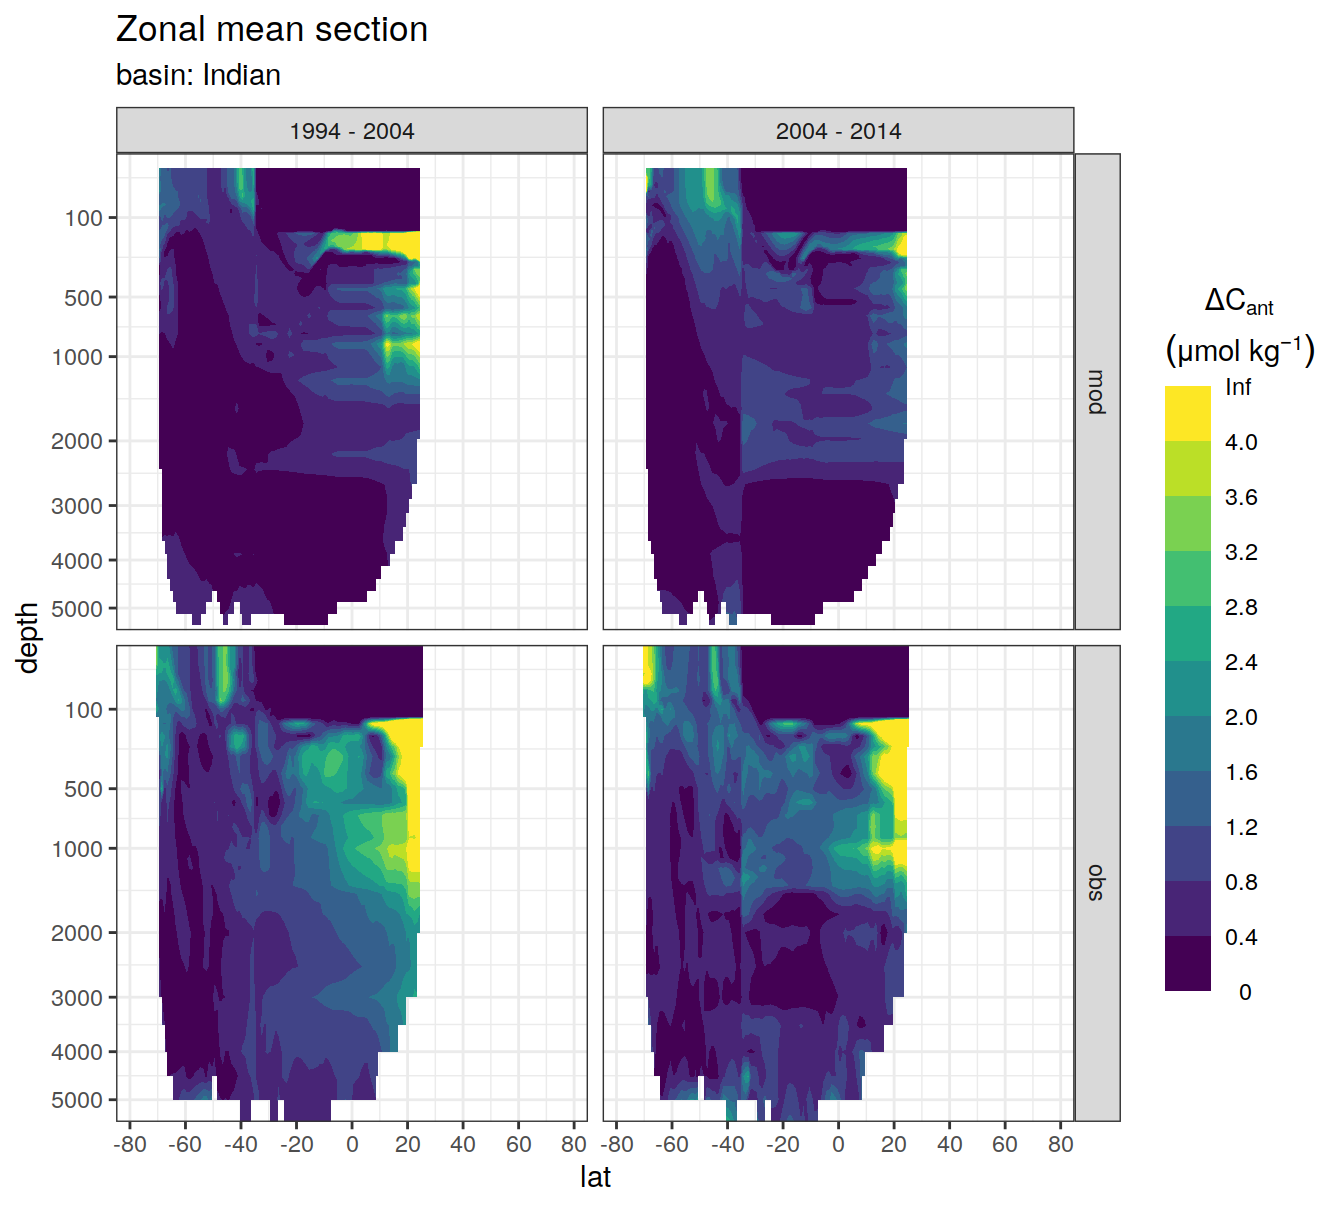 Zonal mean section
basin: Indian
1994 - 2004
2004 - 2014
100
500
1000
2000
3000
4000
5000
mod
100
500
1000
2000
3000
4000
5000
obs
depth
-80 -60 -40 -20 0 20 40 60 80
-80 -60 -40 -20 0 20 40 60 80
lat
ΔCant
(μmol kg⁻¹)
Inf
4.0
3.6
3.2
2.8
2.4
2.0
1.6
1.2
0.8
0.4
0